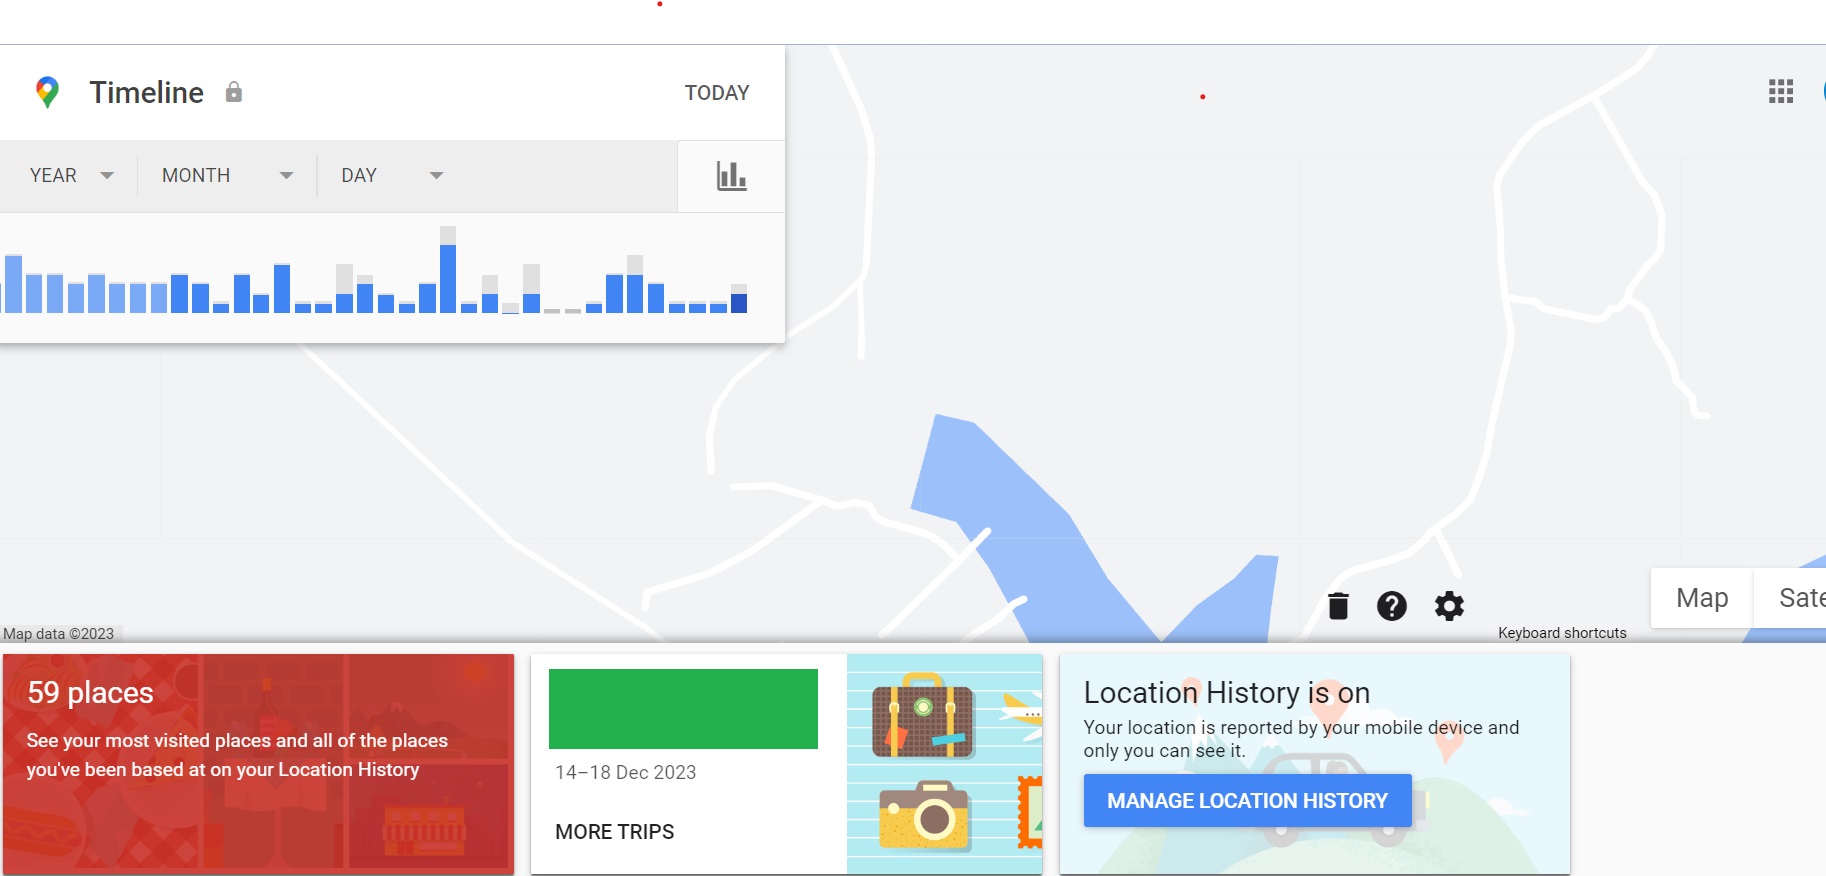 Timeline
TODAY
YEAR
MONTH
DAY
Map
Sate
Map data ©2023
Keyboard shortcuts
59 places
See your most visited places and all of the places
you've been based at on your Location History
14–18 Dec 2023
MORE TRIPS
Location History is on
Your location is reported by your mobile device and
only you can see it.
MANAGE LOCATION HISTORY